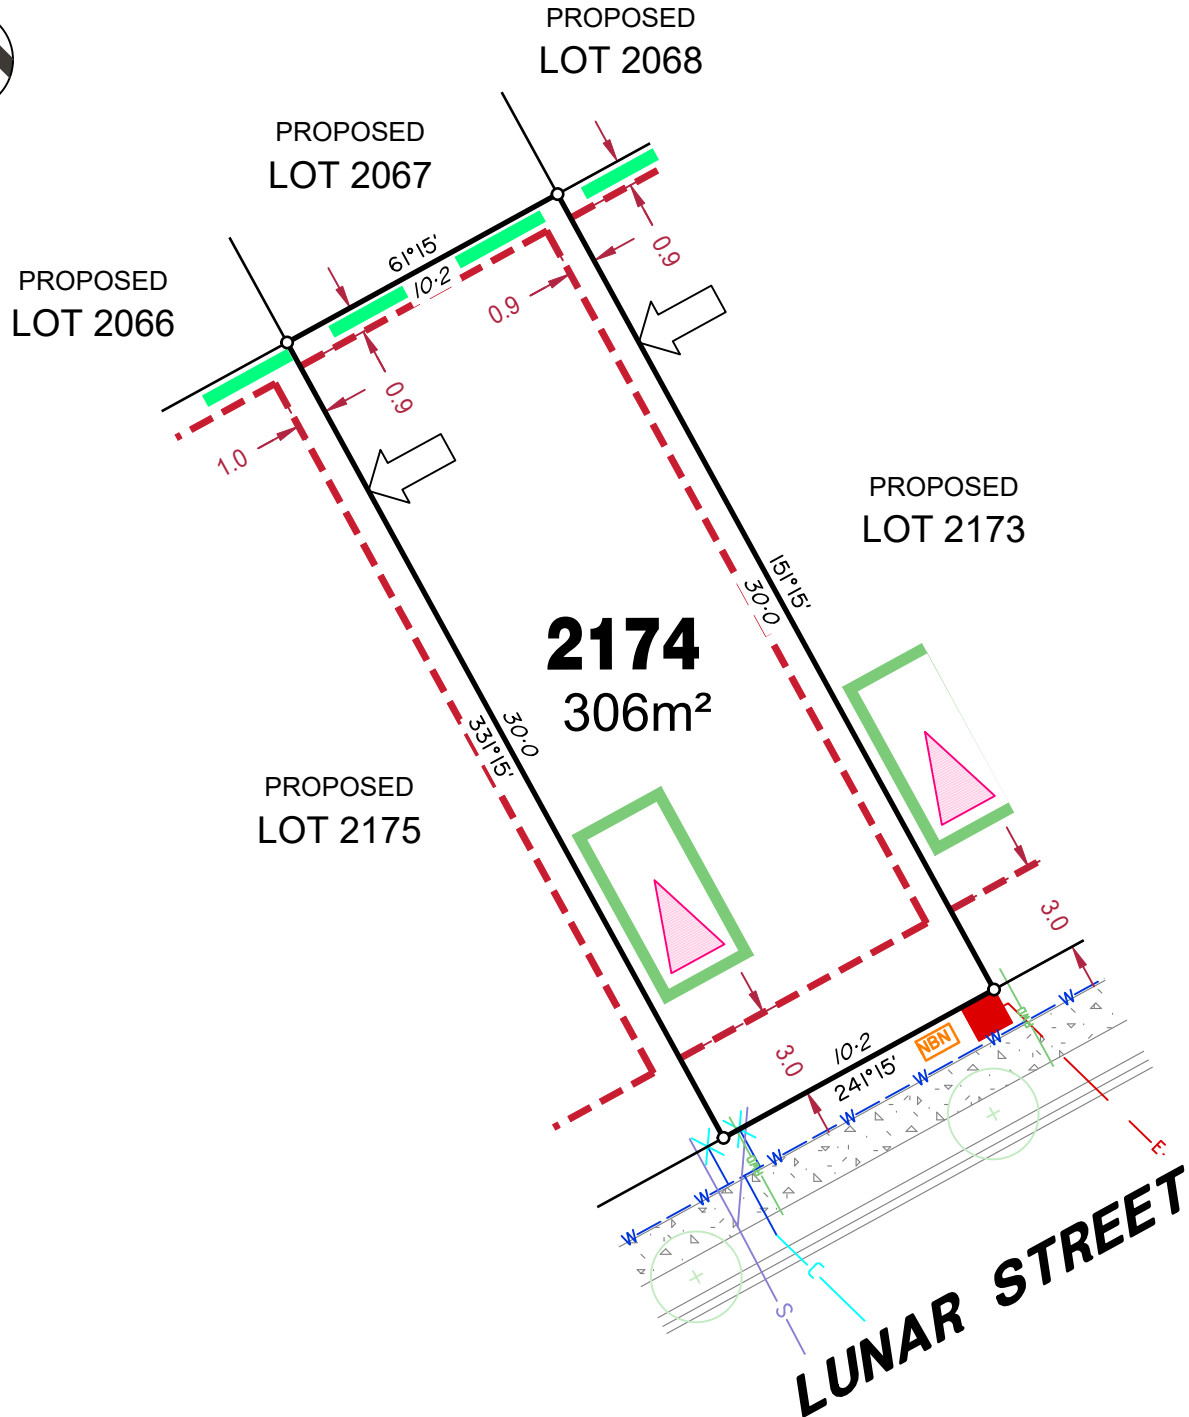 PROPOSED
LOT 2068
PROPOSED
LOT 2067
PROPOSED
LOT 2066
61°15'
10·2
0.9
0.9
0.9
1.0
PROPOSED
LOT 2173
151°15'
30·0
2174
306m²
30·0
331°15'
PROPOSED
LOT 2175
3.0
3.0
10·2
241°15'
NBN
W
W
W
W
W
W
W
E
C
S
LUNAR STREET